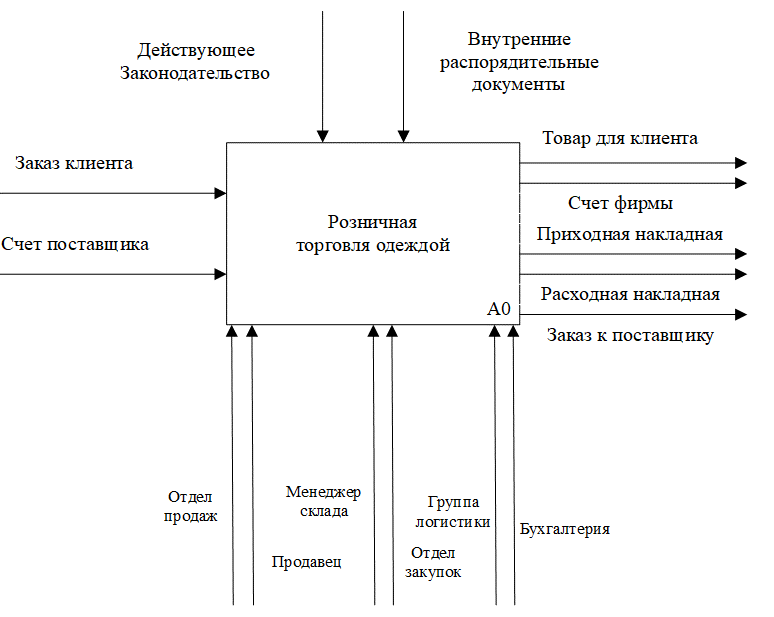 Действующее
Законодательство
Внутренние
распорядительные
документы
Заказ клиента
Счет поставщика
Розничная
торговля одеждой
A0
Товар для клиента
Счет фирмы
Приходная накладная
Расходная накладная
Заказ к поставщику
Отдел
продаж
Продавец
Менеджер
склада
Отдел
закупок
Группа
логистики
Бухгалтерия